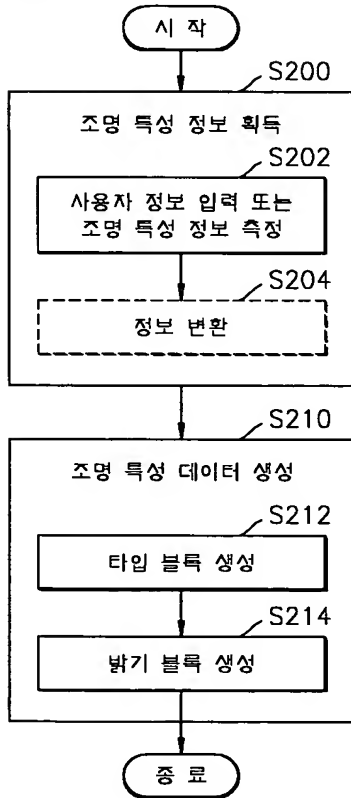 시 작
S200
조명 특성 정보 획득
S202
사용자 정보 입력 또는
조명 특성 정보 측정
S204
정보 변환
S210
조명 특성 데이터 생성
S212
타입 블록 생성
S214
밝기 블록 생성
종 료